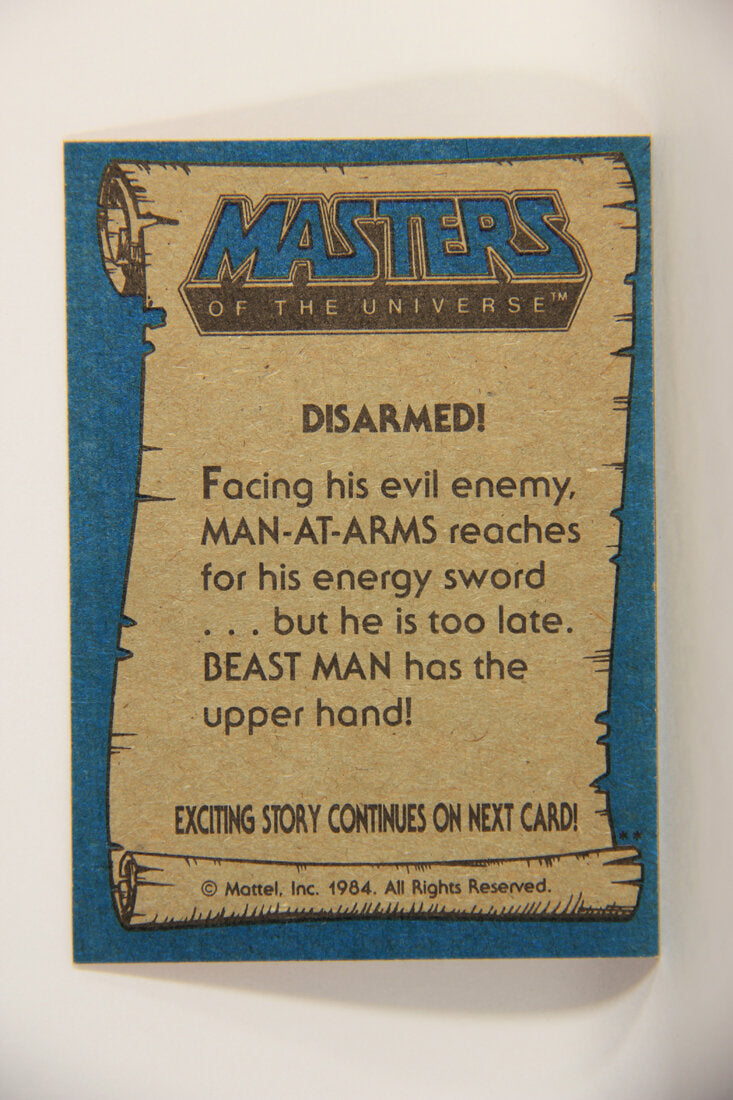 MASTERS
OF THE UNIVERSE™
DISARMED!
Facing his evil enemy,
MAN-AT-ARMS reaches
for his energy sword
. . . but he is too late.
BEAST MAN has the
upper hand!
EXCITING STORY CONTINUES ON NEXT CARD!
**
© Mattel, Inc. 1984. All Rights Reserved.